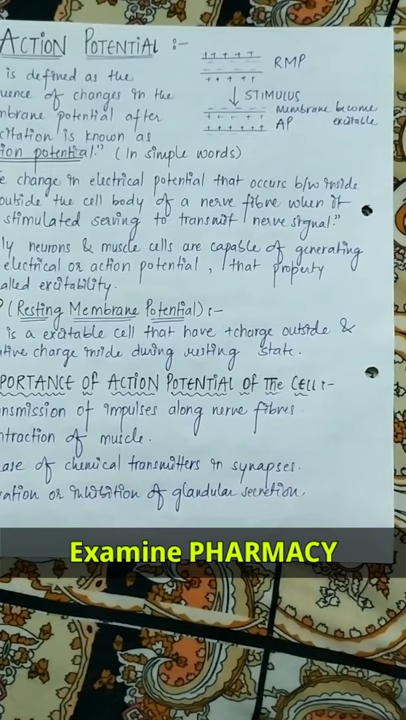 ACTION POTENTIAL :-
is defined as the
uence of changes in the
mbrane potential after
citation is known as
ion potential." (In simple words)
+ + + + +
- - - - -
- - - - -
+ + + + +
RMP
STIMULUS
Membrane become
excitable
- - - - -
+ + + + +
+ + + + +
- - - - -
AP
e change in electrical potential that occurs b/w inside
outside the cell body of a nerve fibre when it
stimulated serving to transmit nerve signal."
ly neurons & muscle cells are capable of generating
electrical or action potential, that property
alled excitability.
P (Resting Membrane Potential) :-
is a excitable cell that have +charge outside &
ative charge inside during resting state.
PORTANCE OF ACTION POTENTIAL OF THE CELL :-
nsmission of impulses along nerve fibres
ntraction of muscle.
ease of chemical transmitters in synapses.
vation or inhibition of glandular secretion.
Examine PHARMACY